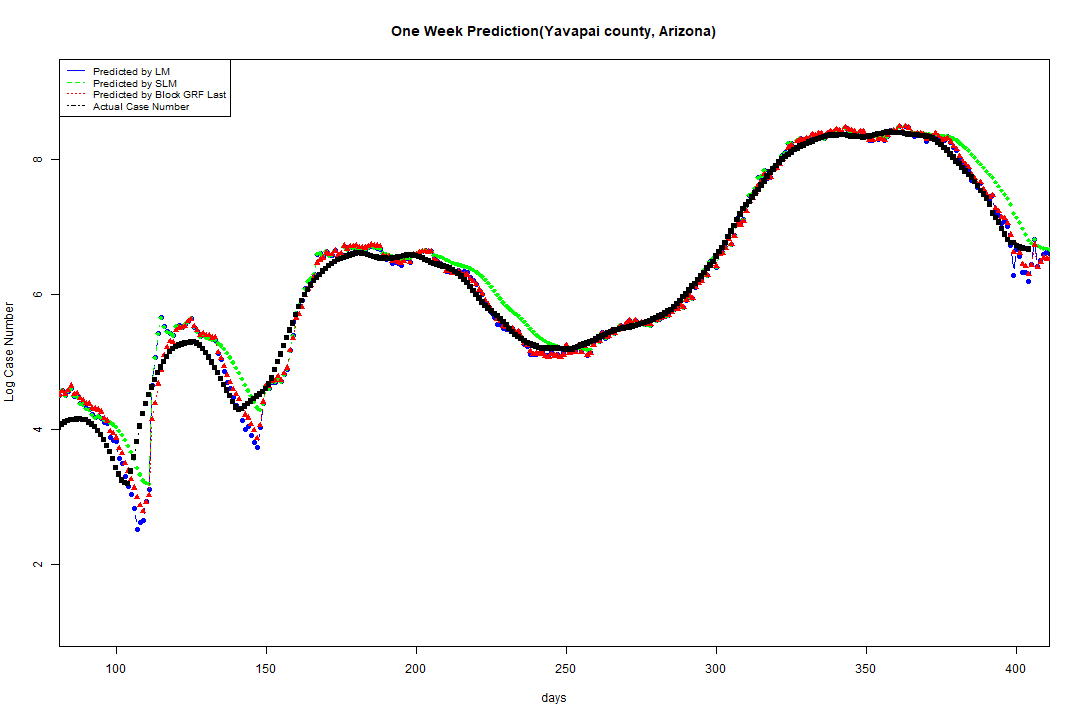 One Week Prediction(Yavapai county, Arizona)
Predicted by LM
Predicted by SLM
Predicted by Block GRF Last
Actual Case Number
Log Case Number
8
6
4
2
100 150 200 250 300 350 400
days